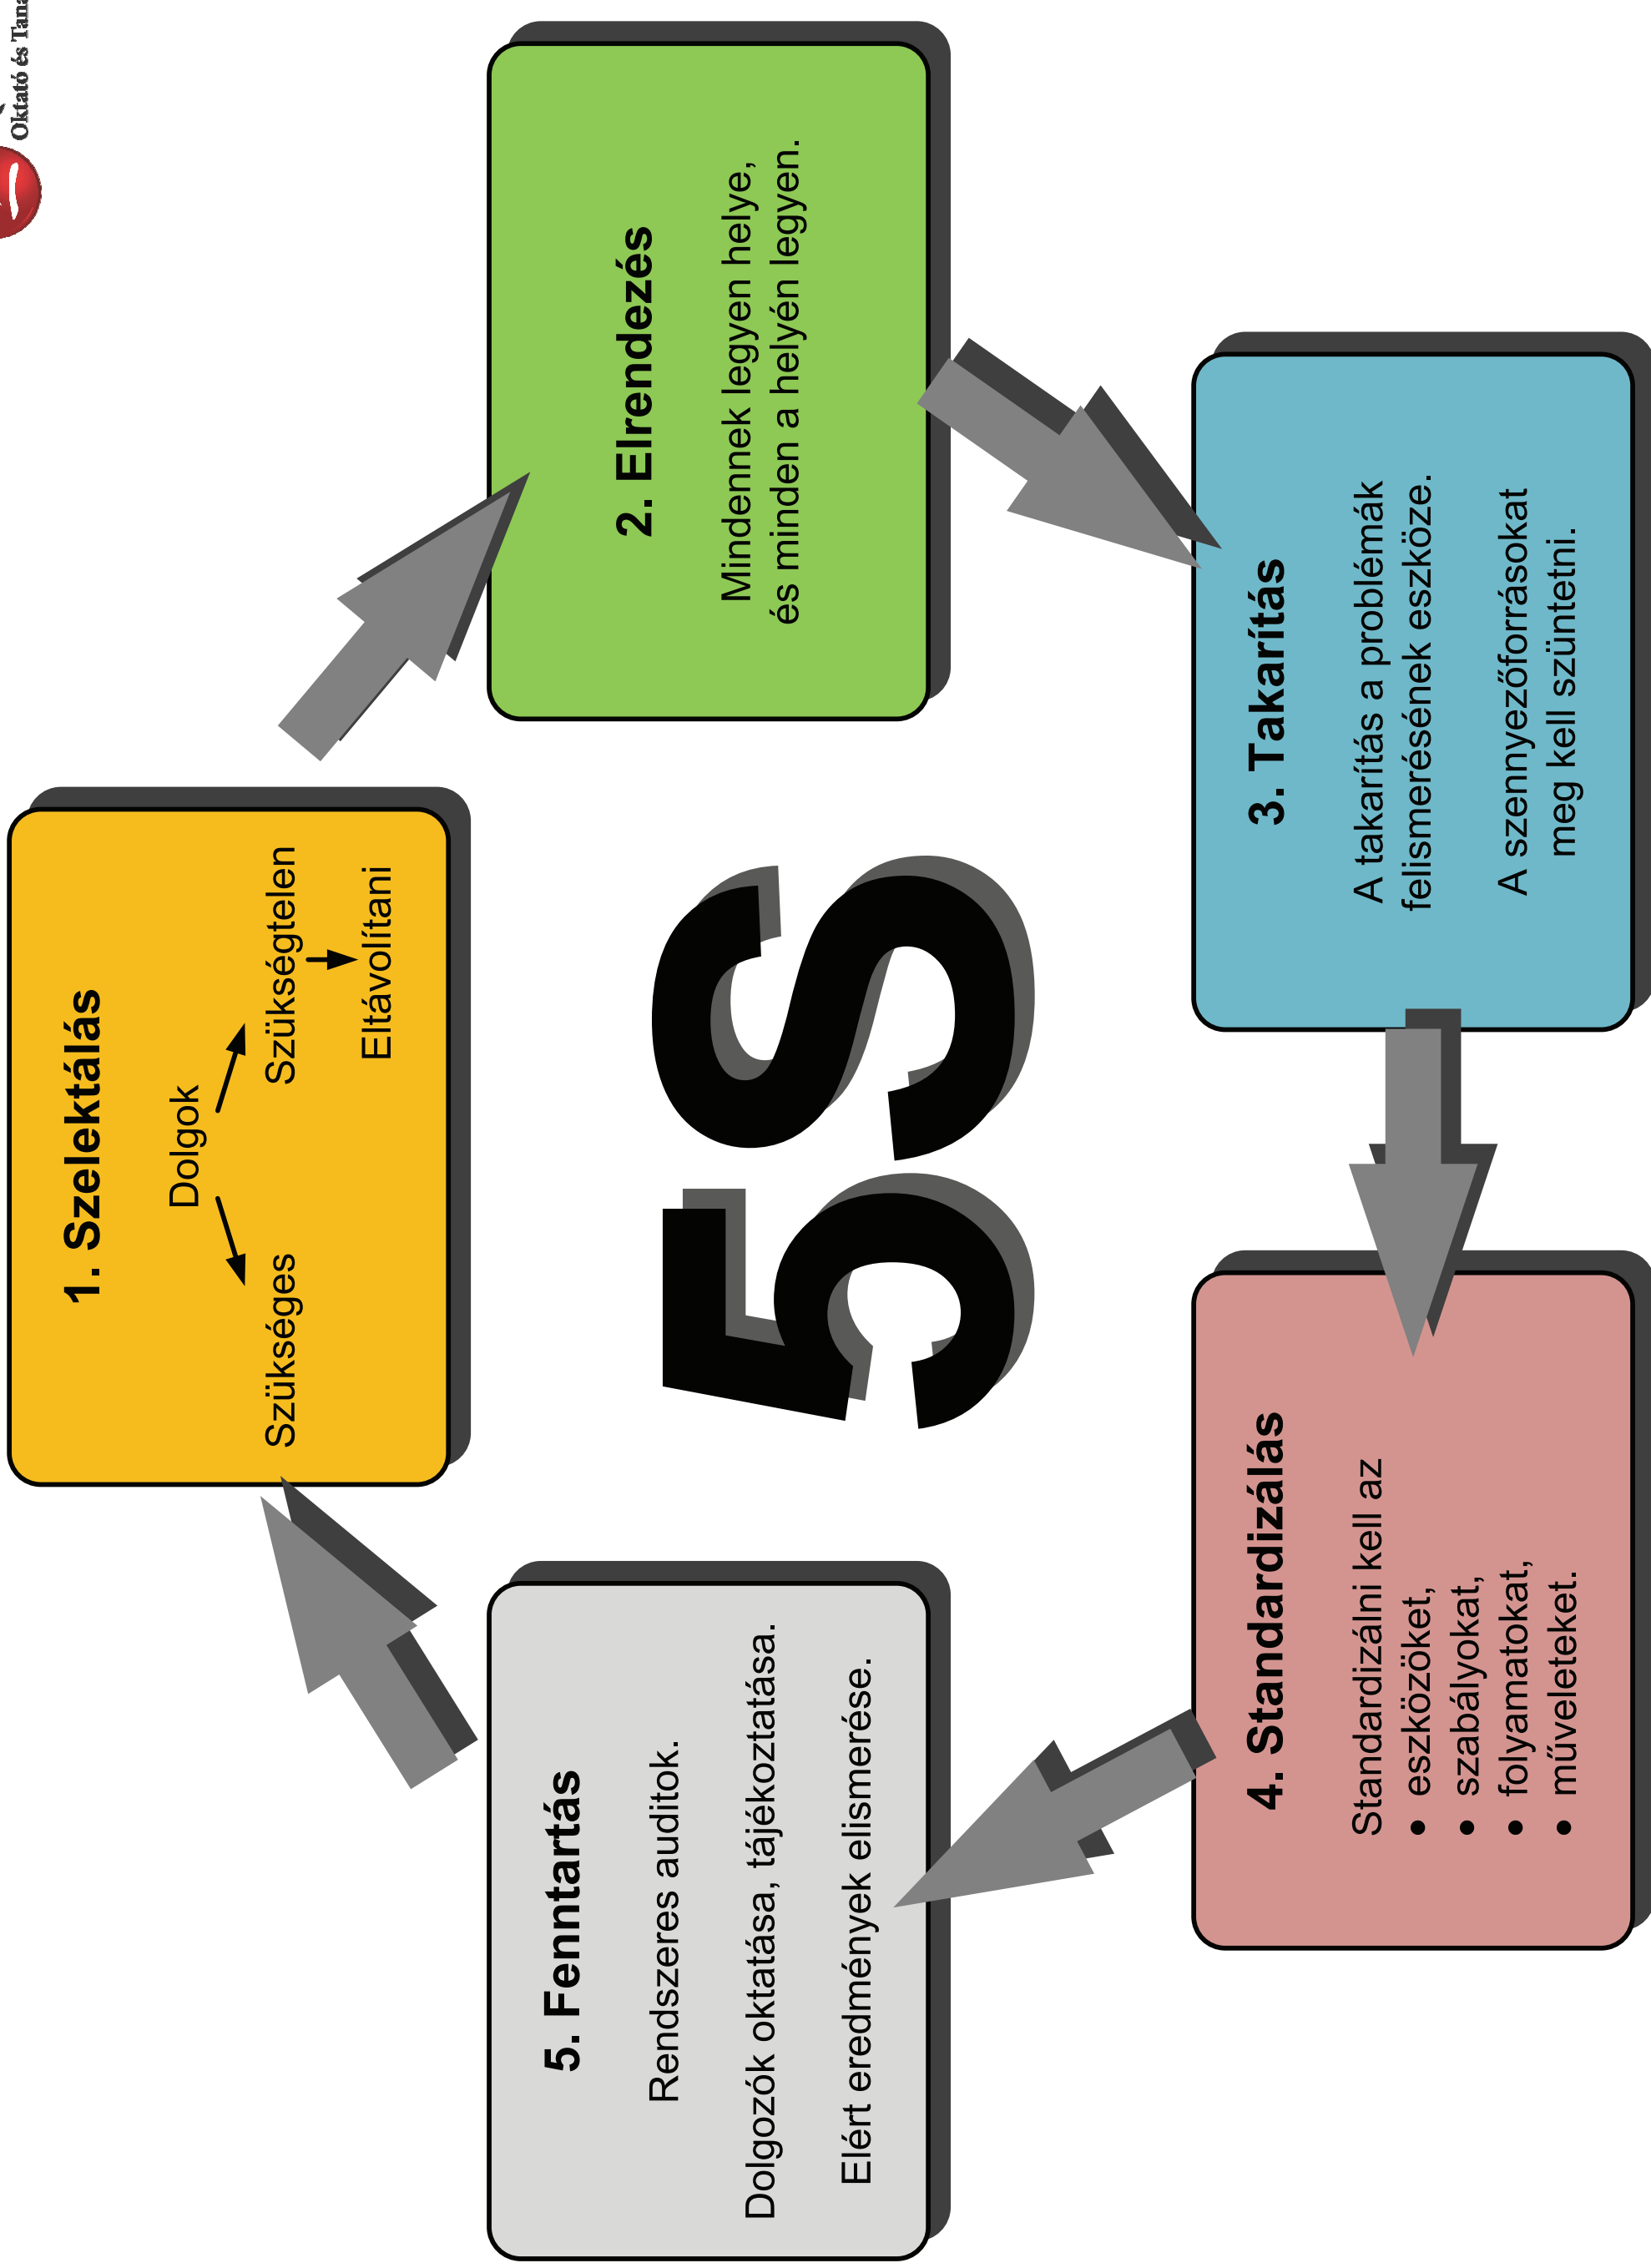 Oktató és
1. Szelektálás
Dolgok
Szükséges Szükségtelen
Eltávolítani
2. Elrendezés
Mindennek legyen helye,
és minden a helyén legyen.
3. Takarítás
A takarítás a problémák
felismerésének eszköze.
A szennyezőforrásokat
meg kell szüntetni.
4. Standardizálás
Standardizálni kell az
• eszközöket,
• szabályokat,
• folyamatokat,
• műveleteket.
5. Fenntartás
Rendszeres auditok.
Dolgozók oktatása, tájékoztatása.
Elért eredmények elismerése.
5S